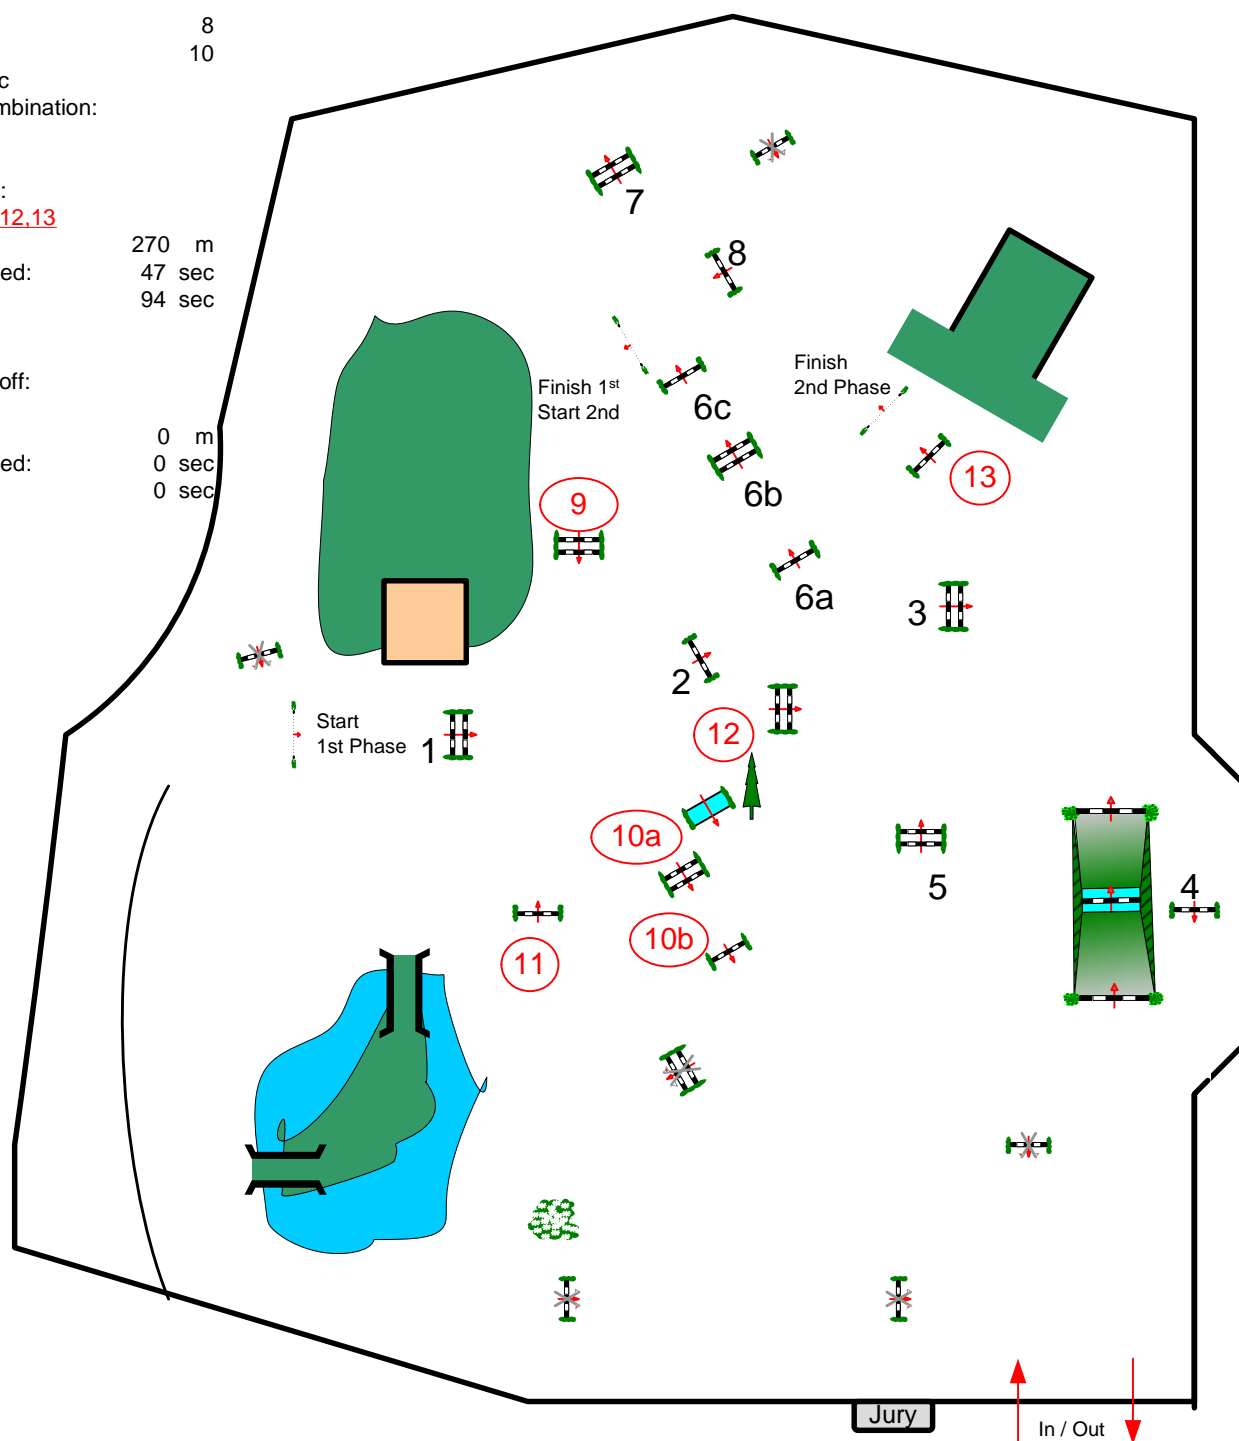 8
10
c
mbination:
:
12,13
270 m
ed: 47 sec
94 sec
off:
0 m
ed: 0 sec
0 sec
7
8
Finish 1st
Start 2nd
6c
Finish
2nd Phase
6b
13
9
6a
3
2
Start
1st Phase
1
12
10a
5
4
10b
11
Jury
In / Out